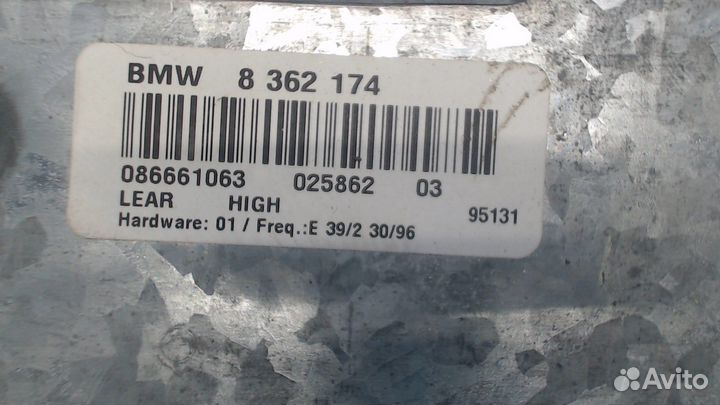 BMW 8 362 174
086661063 025862 03
LEAR HIGH 95131
Hardware: 01 / Freq.:E 39/2 30/96
Avito